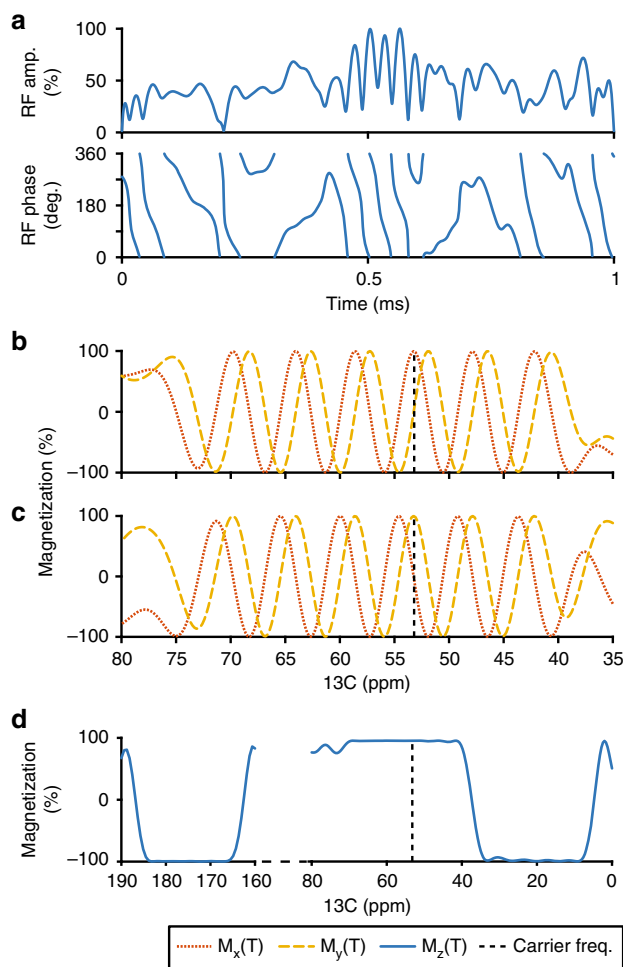 a
RF amp.
(%)
100
50
0
RF phase
(deg.)
360
180
0
0 0.5 1
Time (ms)
b
100
0
−100
Magnetization (%)
c
100
0
−100
80 75 70 65 60 55 50 45 40 35
13C (ppm)
d
Magnetization
(%)
100
0
−100
190 180 170 160 80 60 40 20 0
13C (ppm)
Mx(T) My(T) Mz(T) Carrier freq.